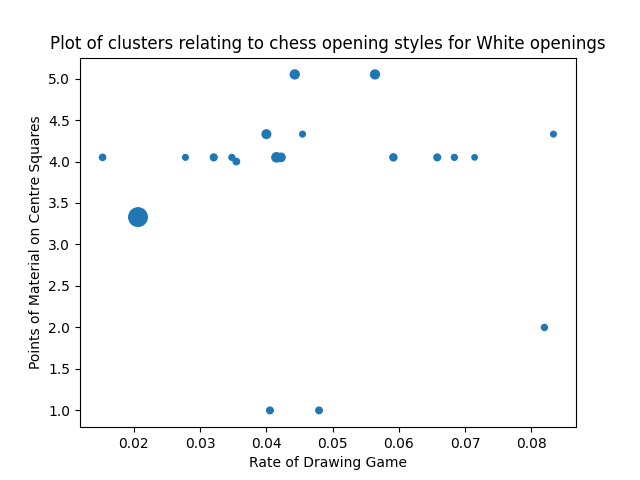 Plot of clusters relating to chess opening styles for White openings
5.0
4.5
4.0
3.5
3.0
2.5
2.0
1.5
1.0
Points of Material on Centre Squares
0.02 0.03 0.04 0.05 0.06 0.07 0.08
Rate of Drawing Game